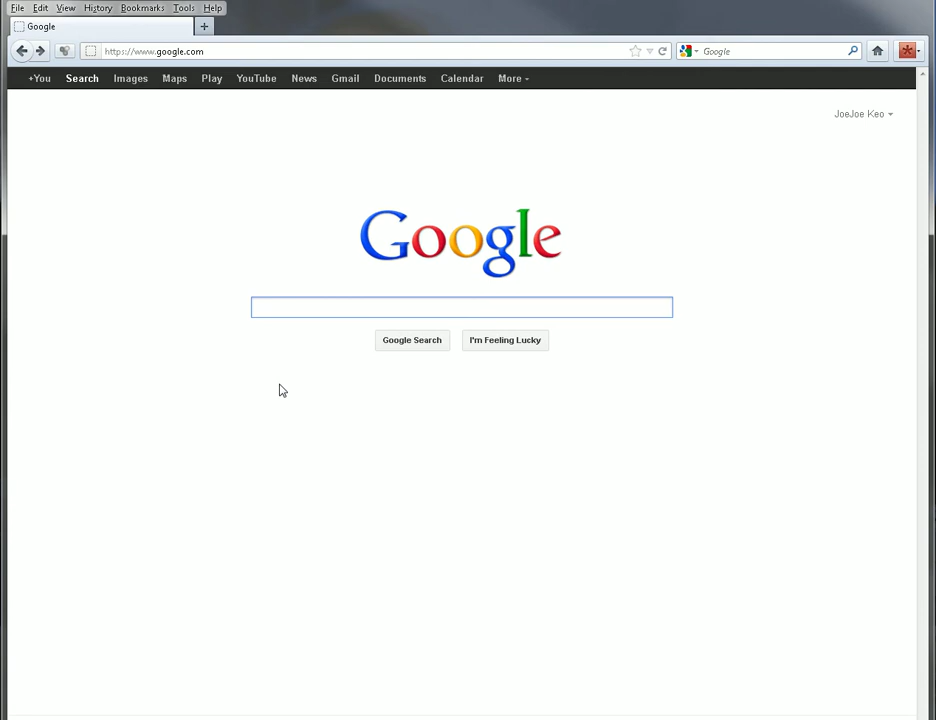 File Edit View History Bookmarks Tools Help
Google
https://www.google.com
Google
+You Search Images Maps Play YouTube News Gmail Documents Calendar More
JoeJoe Keo
Google
Google Search I'm Feeling Lucky